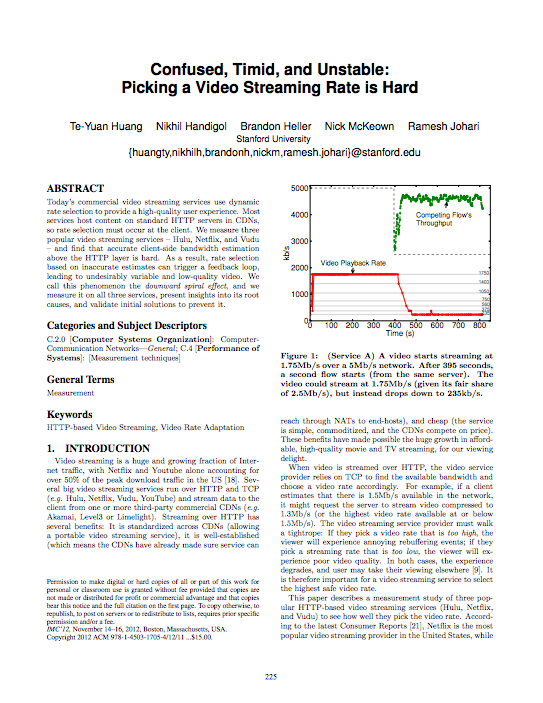 Confused, Timid, and Unstable:
Picking a Video Streaming Rate is Hard
Te-Yuan Huang Nikhil Handigol Brandon Heller Nick McKeown Ramesh Johari
Stanford University
{huangty,nikhilh,brandonh,nickm,ramesh.johari}@stanford.edu
ABSTRACT
Today's commercial video streaming services use dynamic
rate selection to provide a high-quality user experience. Most
services host content on standard HTTP servers in CDNs,
so rate selection must occur at the client. We measure three
popular video streaming services – Hulu, Netflix, and Vudu
– and find that accurate client-side bandwidth estimation
above the HTTP layer is hard. As a result, rate selection
based on inaccurate estimates can trigger a feedback loop,
leading to undesirably variable and low-quality video. We
call this phenomenon the downward spiral effect, and we
measure it on all three services, present insights into its root
causes, and validate initial solutions to prevent it.
Categories and Subject Descriptors
C.2.0 [Computer Systems Organization]: Computer-
Communication Networks—General; C.4 [Performance of
Systems]: [Measurement techniques]
General Terms
Measurement
Keywords
HTTP-based Video Streaming, Video Rate Adaptation
1. INTRODUCTION
Video streaming is a huge and growing fraction of Inter-
net traffic, with Netflix and Youtube alone accounting for
over 50% of the peak download traffic in the US [18]. Sev-
eral big video streaming services run over HTTP and TCP
(e.g. Hulu, Netflix, Vudu, YouTube) and stream data to the
client from one or more third-party commercial CDNs (e.g.
Akamai, Level3 or Limelight). Streaming over HTTP has
several benefits: It is standardized across CDNs (allowing
a portable video streaming service), it is well-established
(which means the CDNs have already made sure service can
Permission to make digital or hard copies of all or part of this work for
personal or classroom use is granted without fee provided that copies are
not made or distributed for profit or commercial advantage and that copies
bear this notice and the full citation on the first page. To copy otherwise, to
republish, to post on servers or to redistribute to lists, requires prior specific
permission and/or a fee.
IMC'12, November 14–16, 2012, Boston, Massachusetts, USA.
Copyright 2012 ACM 978-1-4503-1705-4/12/11 ...$15.00.
5000
4000
3000
2000
1000
0
kb/s
Competing Flow's
Throughput
Video Playback Rate
1750
1400
1050
750
560
375
235
0 100 200 300 400 500 600 700 800
Time (s)
Figure 1: (Service A) A video starts streaming at
1.75Mb/s over a 5Mb/s network. After 395 seconds,
a second flow starts (from the same server). The
video could stream at 1.75Mb/s (given its fair share
of 2.5Mb/s), but instead drops down to 235kb/s.
reach through NATs to end-hosts), and cheap (the service
is simple, commoditized, and the CDNs compete on price).
These benefits have made possible the huge growth in afford-
able, high-quality movie and TV streaming, for our viewing
delight.
When video is streamed over HTTP, the video service
provider relies on TCP to find the available bandwidth and
choose a video rate accordingly. For example, if a client
estimates that there is 1.5Mb/s available in the network,
it might request the server to stream video compressed to
1.3Mb/s (or the highest video rate available at or below
1.5Mb/s). The video streaming service provider must walk
a tightrope: If they pick a video rate that is too high, the
viewer will experience annoying rebuffering events; if they
pick a streaming rate that is too low, the viewer will ex-
perience poor video quality. In both cases, the experience
degrades, and user may take their viewing elsewhere [9]. It
is therefore important for a video streaming service to select
the highest safe video rate.
This paper describes a measurement study of three pop-
ular HTTP-based video streaming services (Hulu, Netflix,
and Vudu) to see how well they pick the video rate. Accord-
ing to the latest Consumer Reports [21], Netflix is the most
popular video streaming provider in the United States, while
225